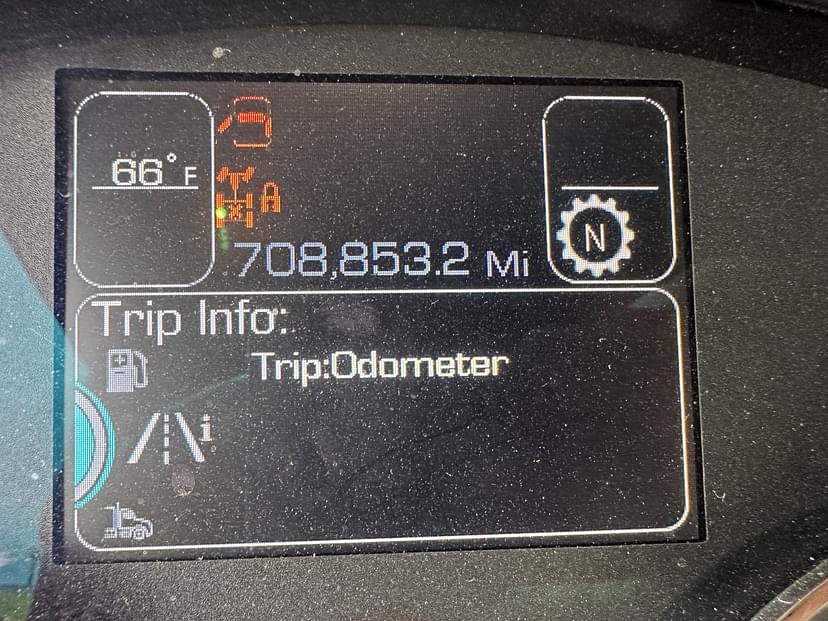 66°F
708,853.2 Mi
N
Trip Info:
Trip:Odometer
i